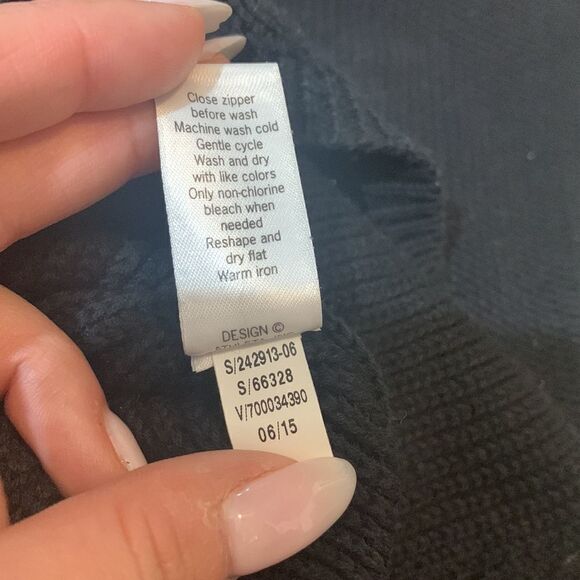 Close zipper
before wash
Machine wash cold
Gentle cycle
Wash and dry
with like colors
Only non-chlorine
bleach when
needed
Reshape and
dry flat
Warm iron
DESIGN ©
S/242913-06
S/66328
V/700034390
06/15